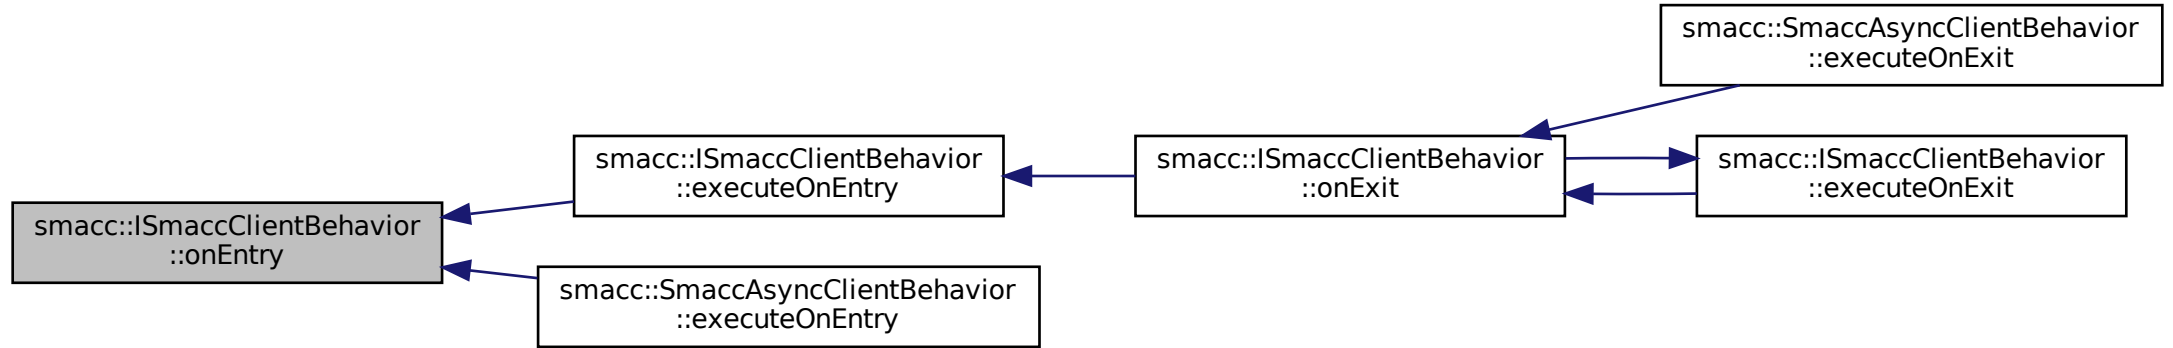 smacc::SmaccAsyncClientBehavior
::executeOnExit
smacc::ISmaccClientBehavior
::executeOnEntry
smacc::ISmaccClientBehavior
::onExit
smacc::ISmaccClientBehavior
::executeOnExit
smacc::ISmaccClientBehavior
::onEntry
smacc::SmaccAsyncClientBehavior
::executeOnEntry